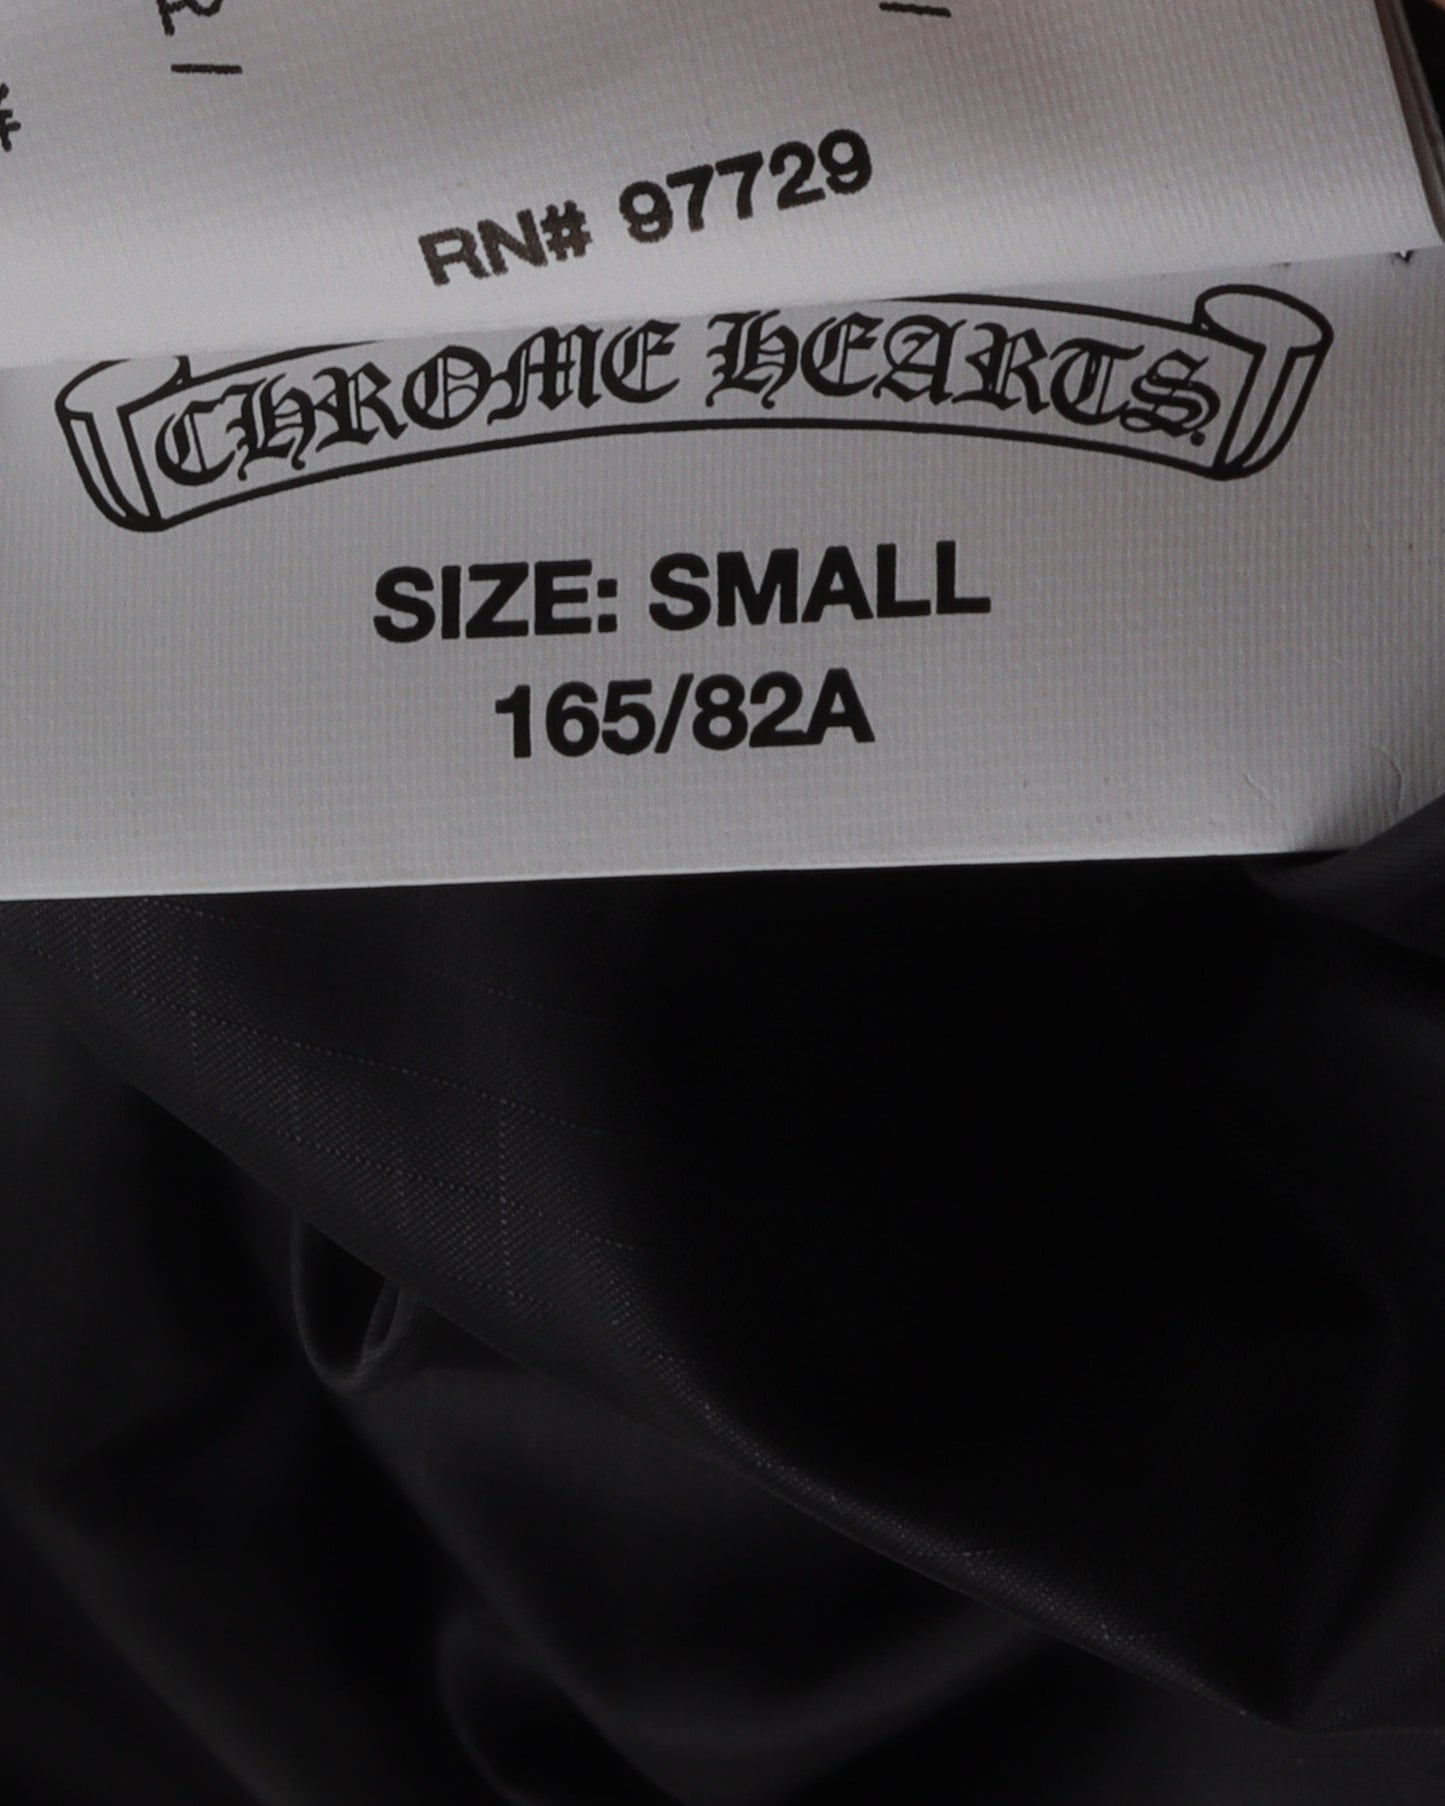 RN# 97729
CHROME HEARTS
SIZE: SMALL
165/82A